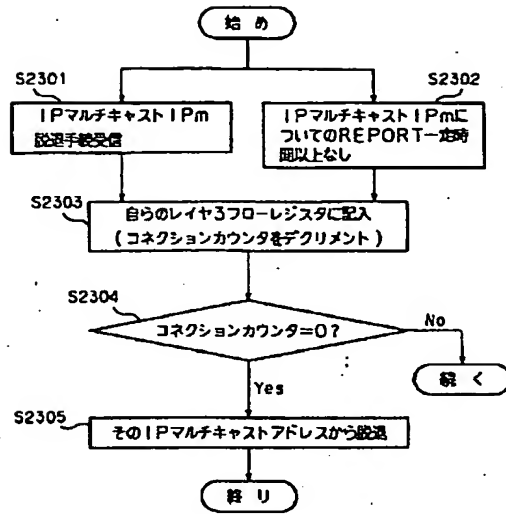 始め
S2301
S2302
IPマルチキャストIPm
脱退手続受信
IPマルチキャストIPmに
ついてのREPORT一定時
間以上なし
S2303
自らのレイヤ3フローレジスタに記入
(コネクションカウンタをデクリメント)
S2304
コネクションカウンタ=0?
No
続く
Yes
S2305
そのIPマルチキャストアドレスから脱退
終り